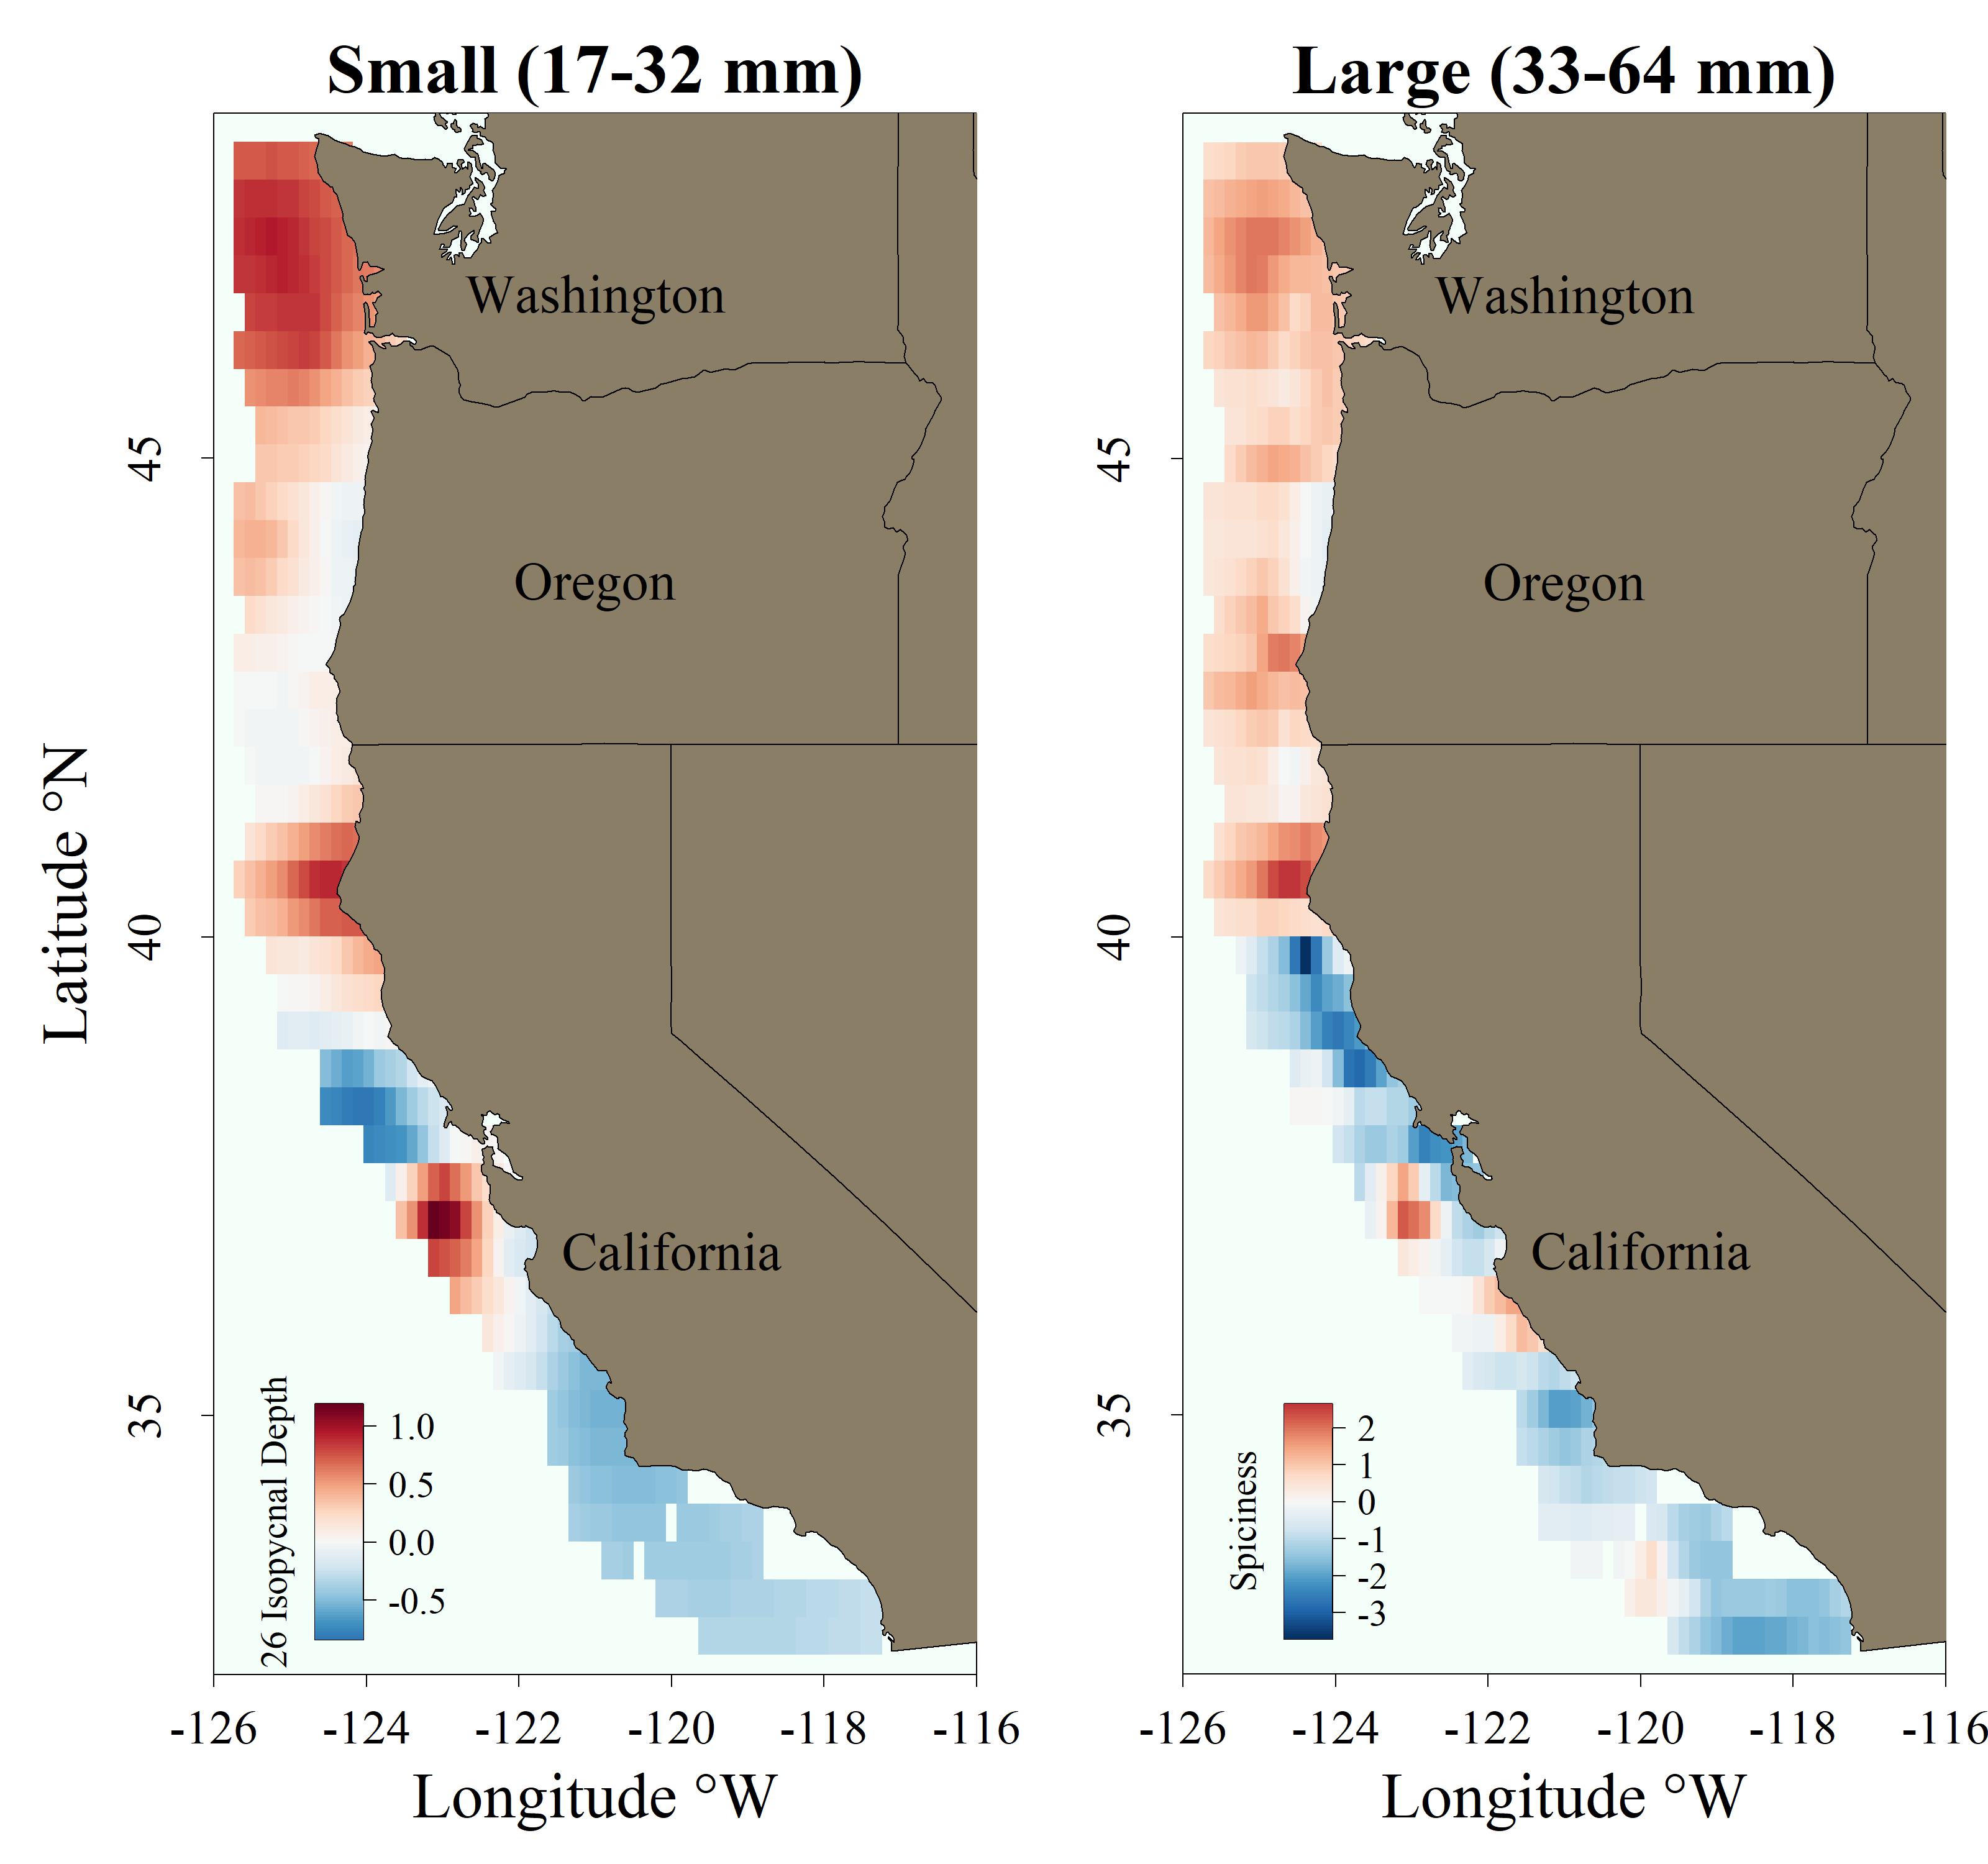 Small (17-32 mm)
Large (33-64 mm)
Washington
Oregon
California
Washington
Oregon
California
Latitude °N
45
40
35
45
40
35
26 Isopycnal Depth
1.0
0.5
0.0
-0.5
Spiciness
2
1
0
-1
-2
-3
-126 -124 -122 -120 -118 -116
-126 -124 -122 -120 -118 -116
Longitude °W
Longitude °W